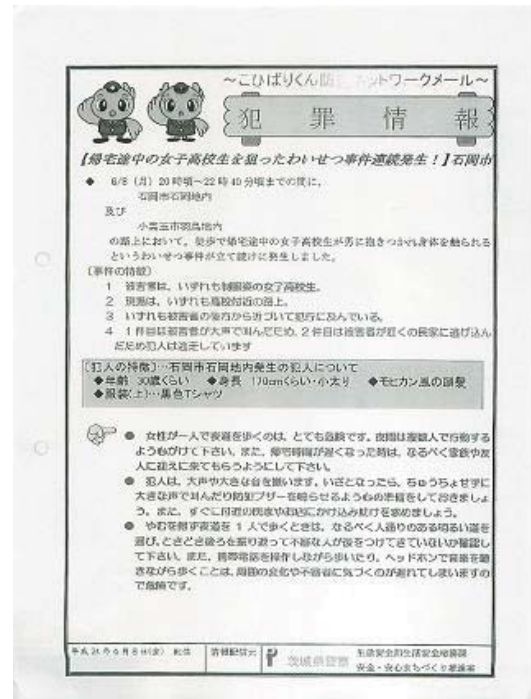 ～こひばりくん防 ットワークメール～
犯罪情報
【帰宅途中の女子高校生を狙ったわいせつ事件連続発生！】石岡市
◆ 6/8（月）20時頃～22時40分頃までの間に、
石岡市石岡地内
及び
小美玉市羽鳥地内
の路上において、徒歩で帰宅途中の女子高校生が男に抱きつかれ身体を触られる
というわいせつ事件が立て続けに発生しました。
【事件の特徴】
1 被害者は、いずれも制服姿の女子高校生。
2 現場は、いずれも高校付近の路上。
3 いずれも被害者の後方から近づいて犯行に及んでいる。
4 1件目は被害者が大声で叫んだため、2件目は被害者が近くの民家に逃げ込ん
だため犯人は逃走しています
【犯人の特徴】…石岡市石岡地内発生の犯人について
◆年齢 30歳くらい ◆身長 170cmくらい・小太り ◆モヒカン風の頭髪
◆服装（上）…黒色Tシャツ
● 女性が一人で夜道を歩くのは、とても危険です。夜間は複数人で行動する
よう心がけて下さい。また、帰宅時間が遅くなった時は、なるべく家族や友
人に迎えに来てもらうようにして下さい。
● 犯人は、大声や大きな音を嫌います。いざとなったら、ちゅうちょせずに
大きな声で叫んだり防犯ブザーを鳴らせるよう心の準備をしておきましょ
う。また、すぐに付近の民家やお店にかけ込み助けを求めましょう。
● やむを得ず夜道を1人で歩くときは、なるべく人通りのある明るい道を
選び、ときどき後ろを振り返って不審な人が後をつけてきていないか確認し
て下さい。また、携帯電話を操作しながら歩いたり、ヘッドホンで音楽を聴
きながら歩くことは、周囲の変化や不審者に気づくのが遅れてしまいますの
で危険です。
平成 年6月 日 配信 情報配信元 茨城県警察 生活安全部生活安全総務課
安全・安心まちづくり推進室